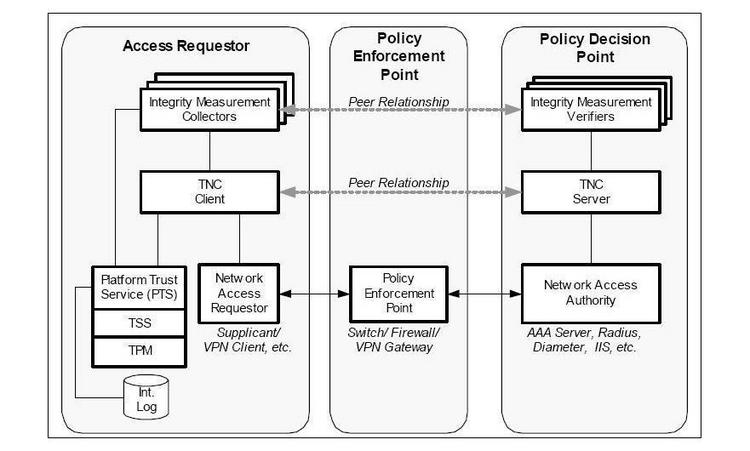 Access Requestor
Policy
Enforcement
Point
Policy Decision
Point
Integrity Measurement
Collectors
Peer Relationship
Integrity Measurement
Verifiers
TNC
Client
Peer Relationship
TNC
Server
Platform Trust
Service (PTS)
TSS
TPM
Int.
Log
Network
Access
Requestor
Supplicant/
VPN Client, etc.
Policy
Enforcement
Point
Switch/ Firewall/
VPN Gateway
Network Access
Authority
AAA Server, Radius,
Diameter, IIS, etc.